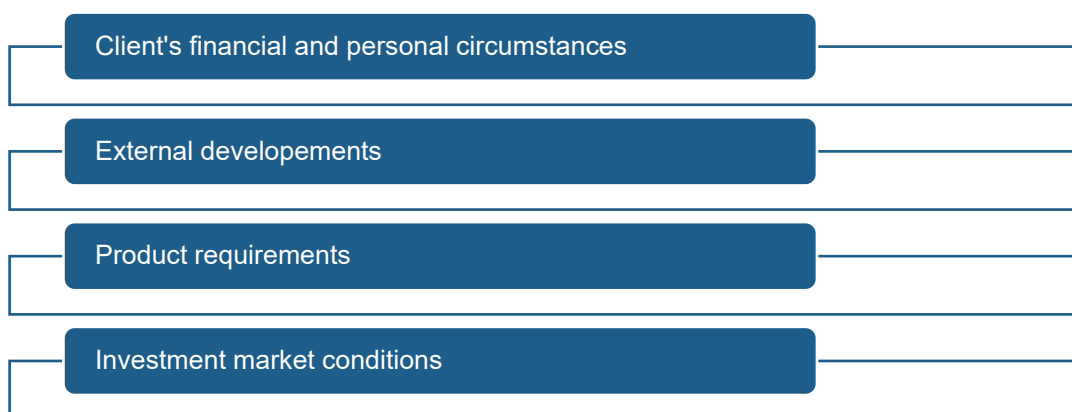 Client's financial and personal circumstances
External developements
Product requirements
Investment market conditions